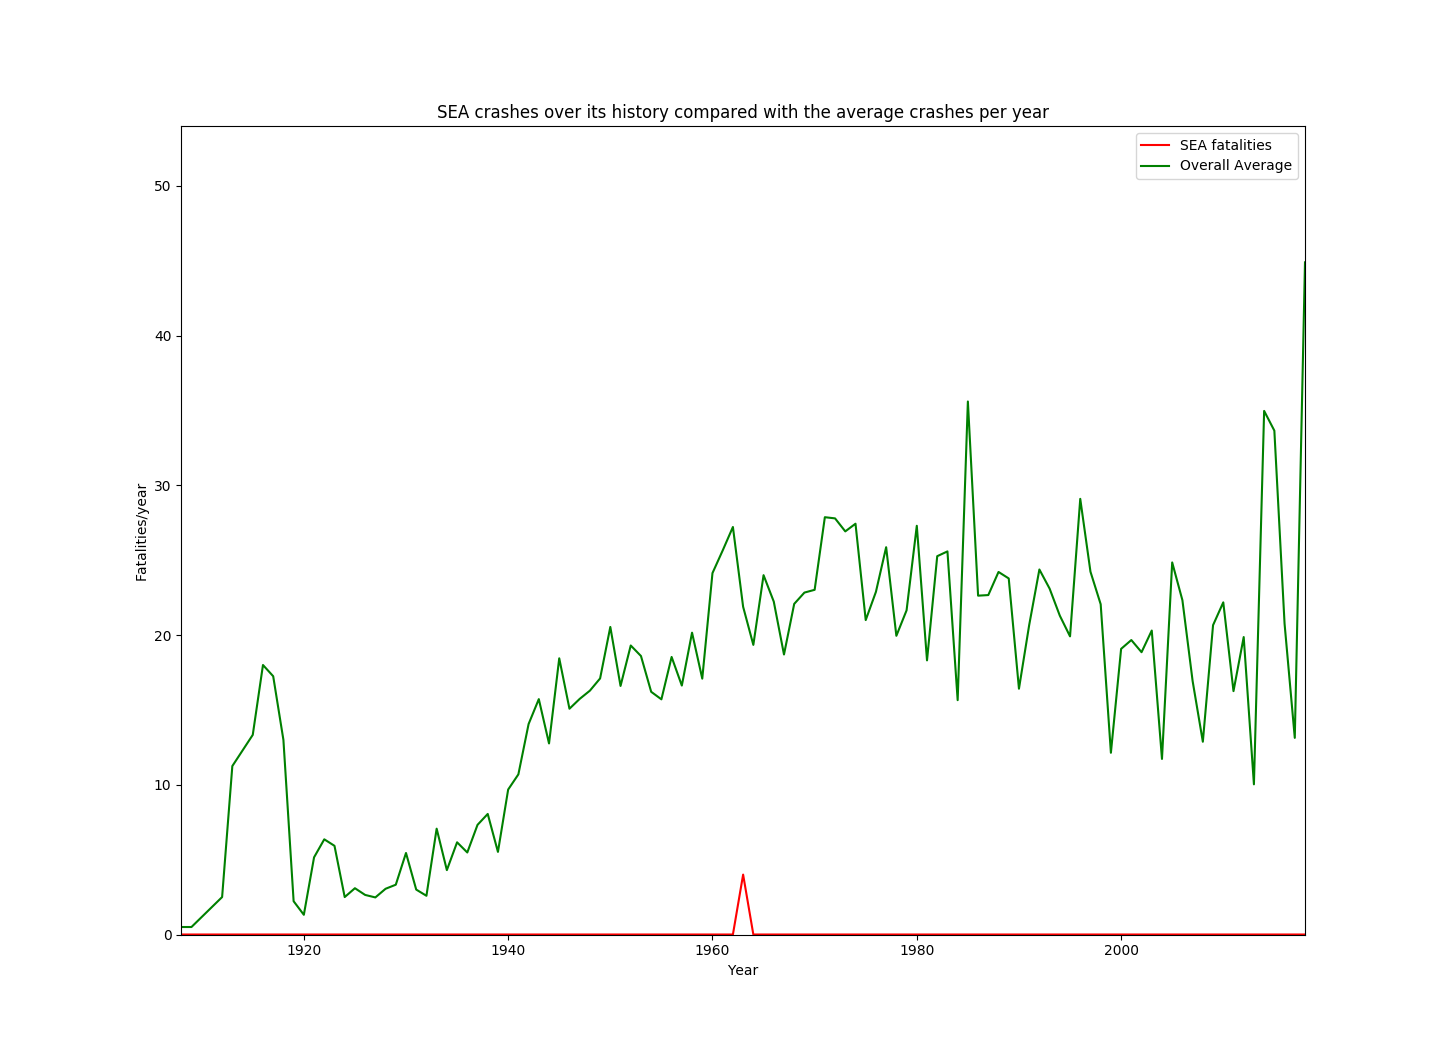 SEA crashes over its history compared with the average crashes per year
SEA fatalities
Overall Average
50
40
30
20
10
0
Fatalities/year
1920 1940 1960 1980 2000
Year